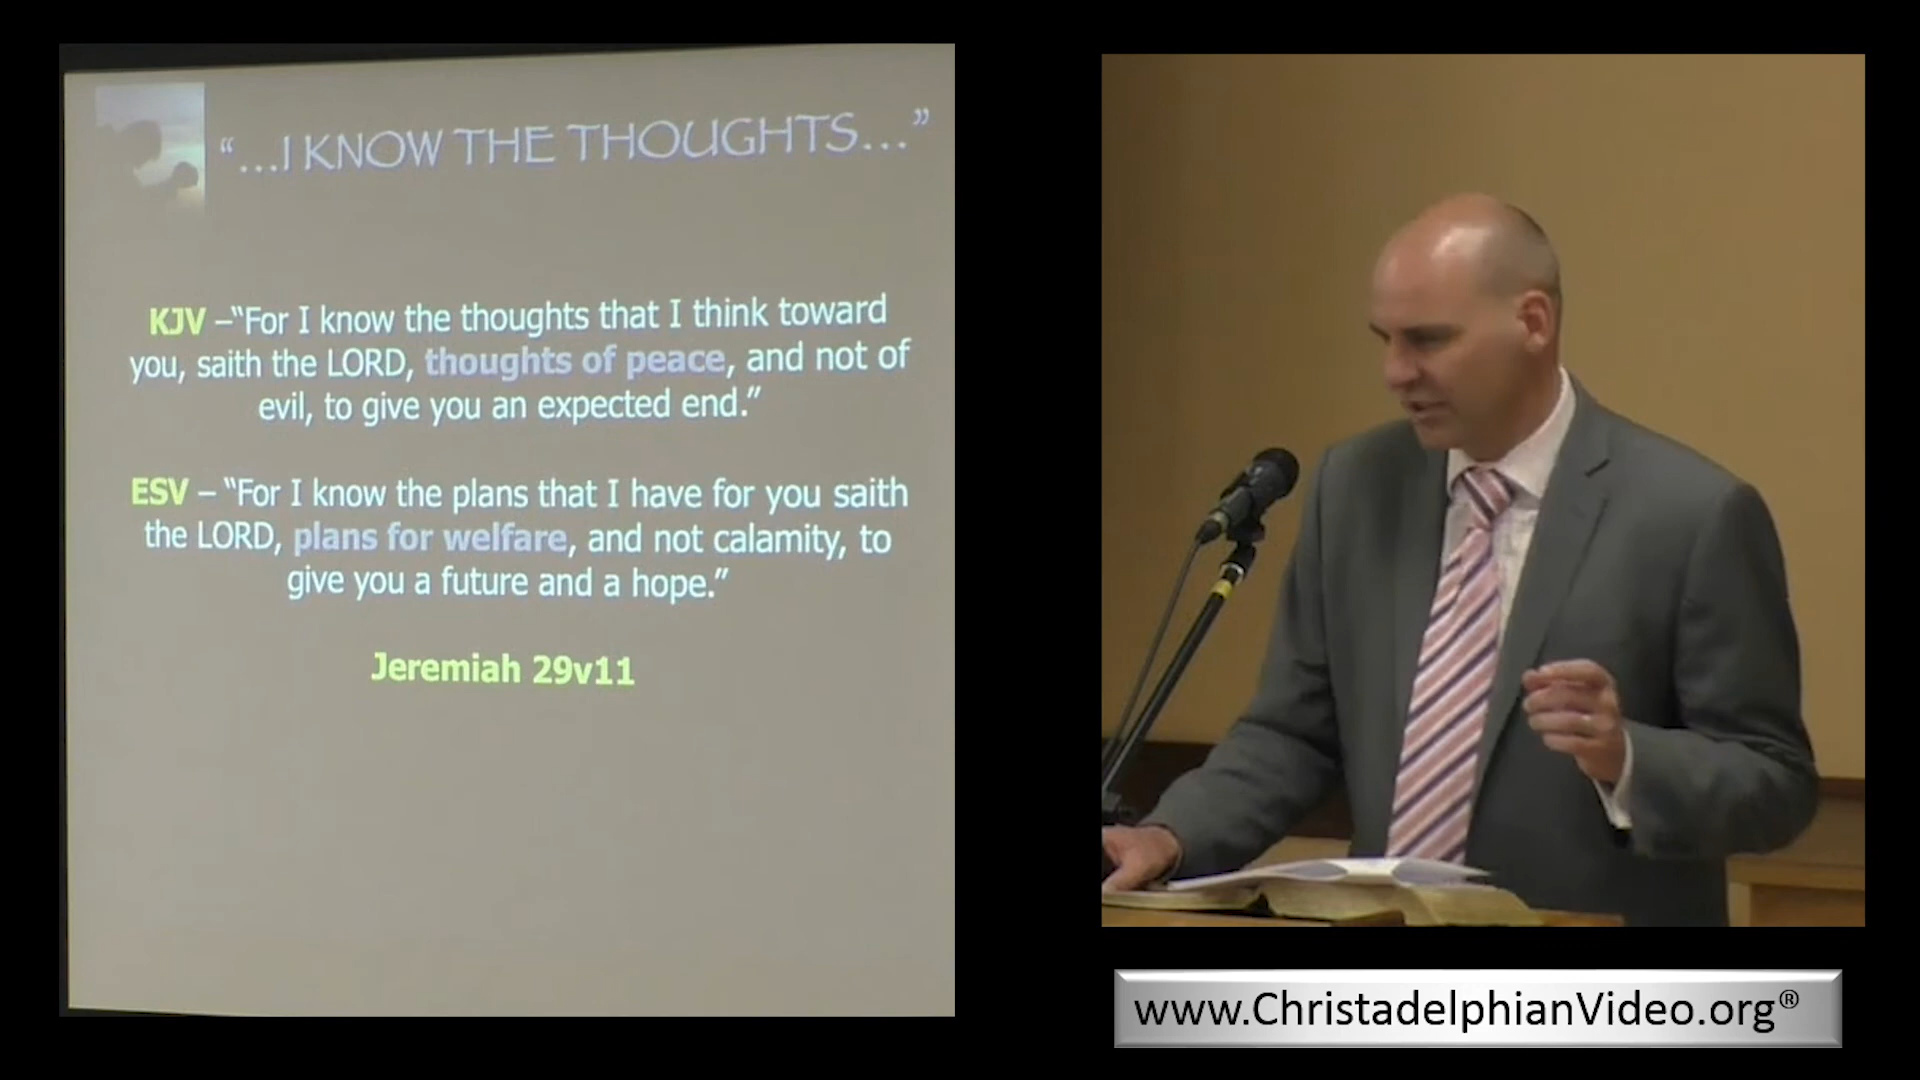 “...I KNOW THE THOUGHTS...”
KJV –“For I know the thoughts that I think toward
you, saith the LORD, thoughts of peace, and not of
evil, to give you an expected end.”
ESV – “For I know the plans that I have for you saith
the LORD, plans for welfare, and not calamity, to
give you a future and a hope.”
Jeremiah 29v11
www.ChristadelphianVideo.org®